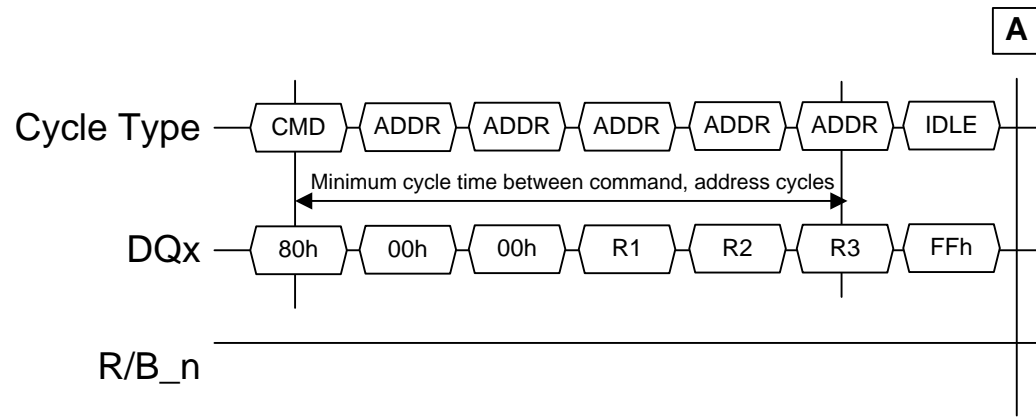 A
Cycle Type CMD ADDR ADDR ADDR ADDR ADDR IDLE
Minimum cycle time between command, address cycles
DQx 80h 00h 00h R1 R2 R3 FFh
R/B_n